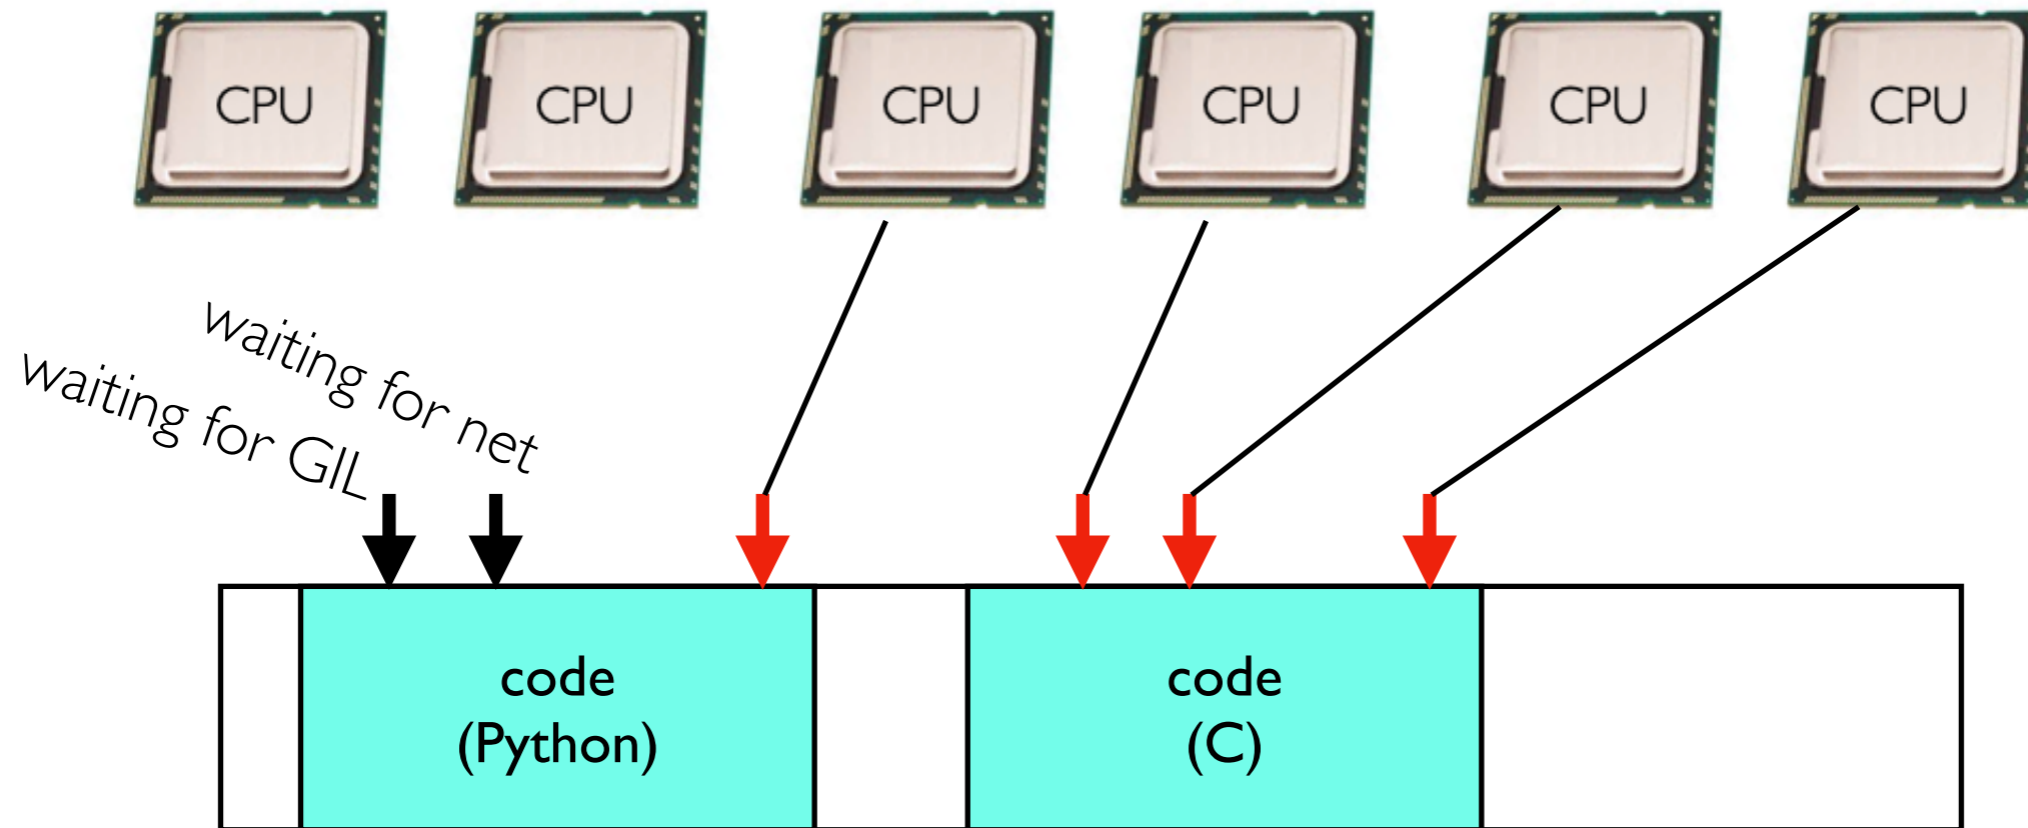 CPU
CPU
CPU
CPU
CPU
CPU
waiting for net
waiting for GIL
code
(Python)
code
(C)